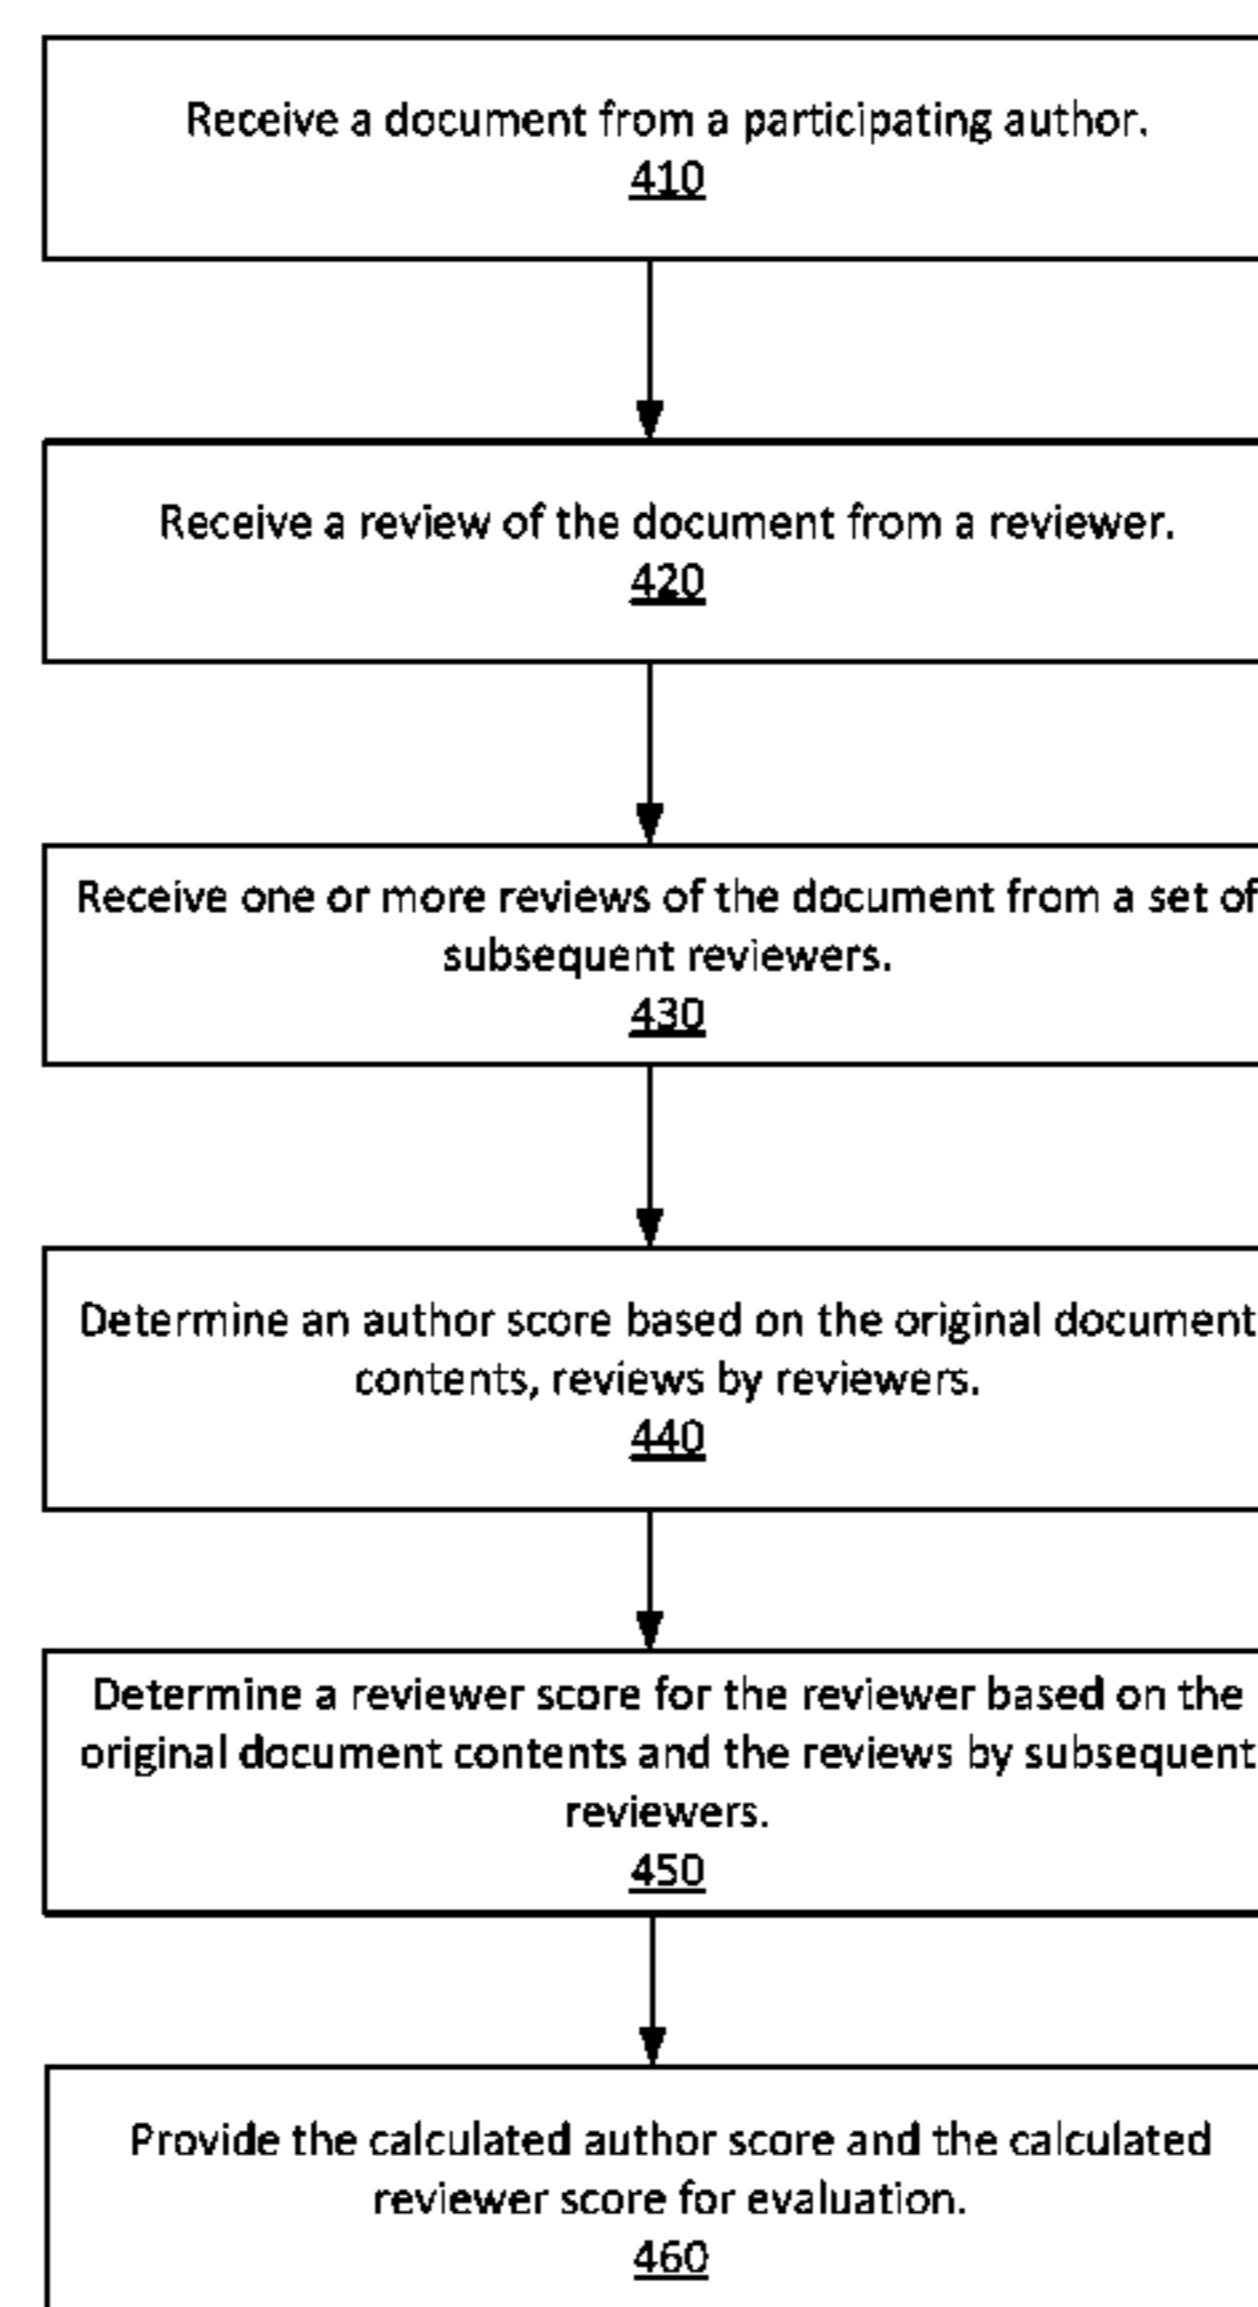 Receive a document from a participating author.
410
Receive a review of the document from a reviewer.
420
Receive one or more reviews of the document from a set of
subsequent reviewers.
430
Determine an author score based on the original document
contents, reviews by reviewers.
440
Determine a reviewer score for the reviewer based on the
original document contents and the reviews by subsequent
reviewers.
450
Provide the calculated author score and the calculated
reviewer score for evaluation.
460